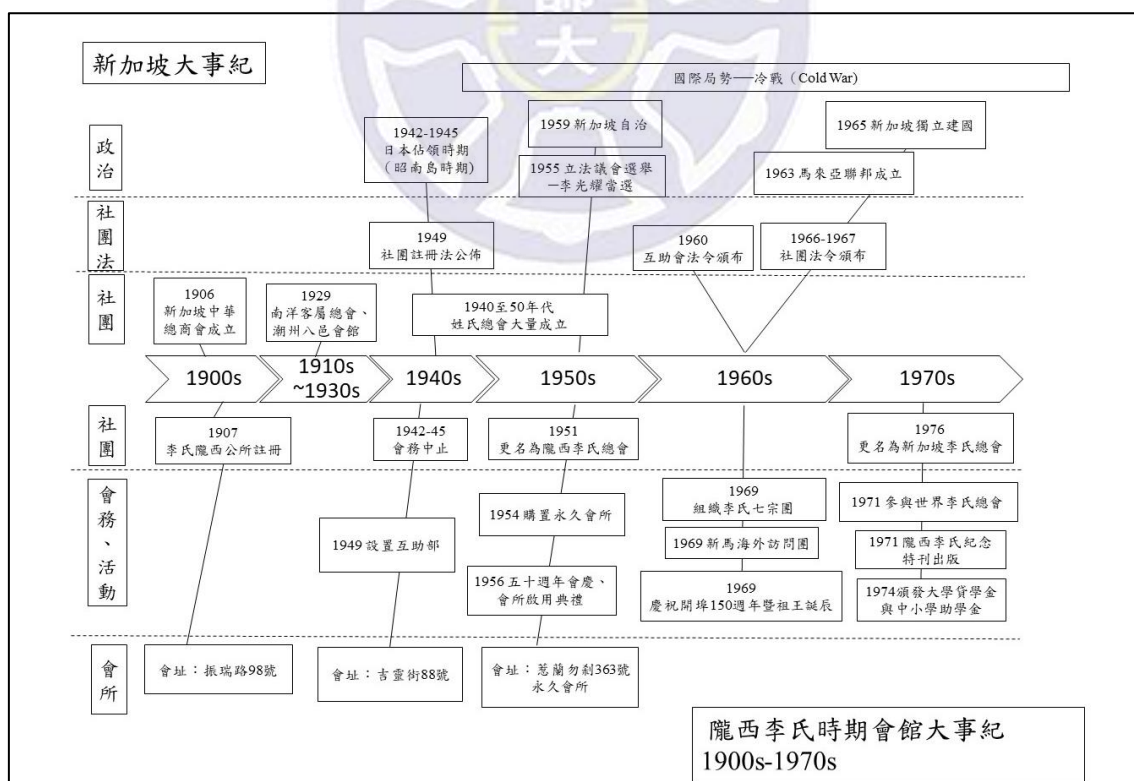 師
大
新加坡大事紀
國際局勢──冷戰（Cold War)
政治
1942-1945
日本佔領時期
（昭南島時期)
1959 新加坡自治
1955 立法議會選舉
─李光耀當選
1965 新加坡獨立建國
1963 馬來亞聯邦成立
社團法
1949
社團註冊法公佈
1960
互助會法令頒布
1966-1967
社團法令頒布
社團
1906
新加坡中華
總商會成立
1929
南洋客屬總會、
潮州八邑會館
1940至50年代
姓氏總會大量成立
1900s
1910s
~1930s
1940s
1950s
1960s
1970s
社團
1907
李氏隴西公所註冊
1942-45
會務中止
1951
更名為隴西李氏總會
1976
更名為新加坡李氏總會
會務、活動
1949 設置互助部
1954 購置永久會所
1956 五十週年會慶、
會所啟用典禮
1969
組織李氏七宗團
1969 新馬海外訪問團
1969
慶祝開埠150週年暨祖王誕辰
1971 參與世界李氏總會
1971 隴西李氏紀念
特刊出版
1974頒發大學貸學金
與中小學助學金
會所
會址：振瑞路98號
會址：吉靈街88號
會址：惹蘭勿剎363號
永久會所
隴西李氏時期會館大事紀
1900s-1970s